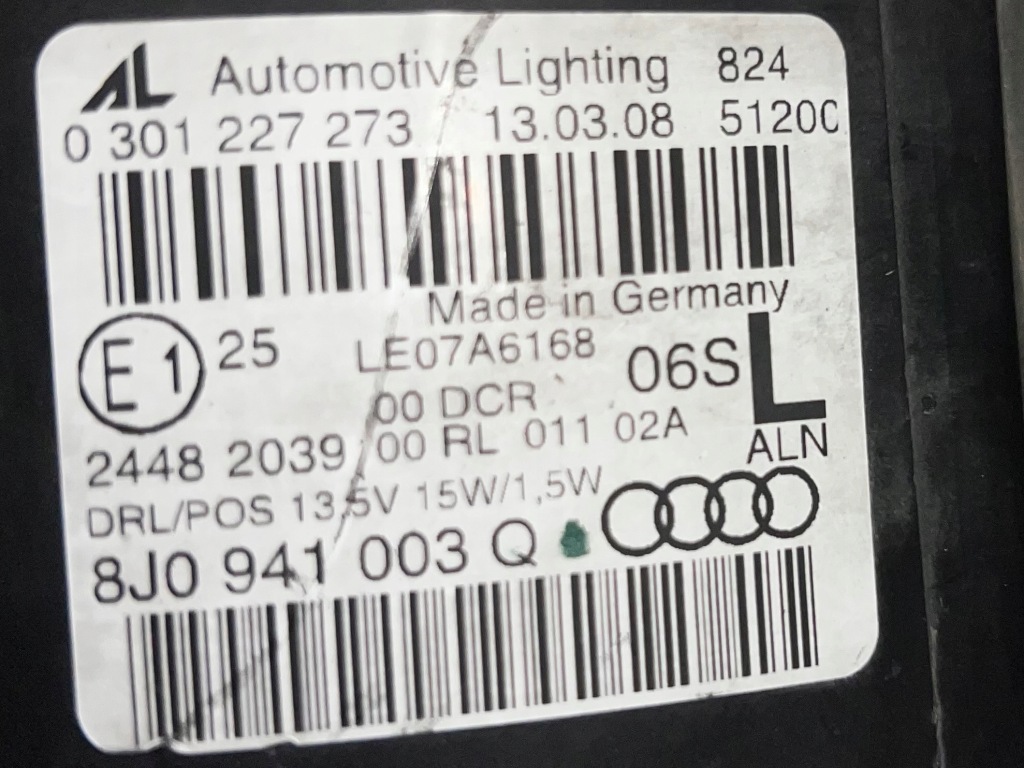 AL Automotive Lighting 824
0 301 227 273 13.03.08 5120C
Made in Germany
E1 25 LE07A6168 06S L
00 DCR
2448 2039 00 RL 011 02A ALN
DRL/POS 13,5V 15W/1,5W
8J0 941 003 Q